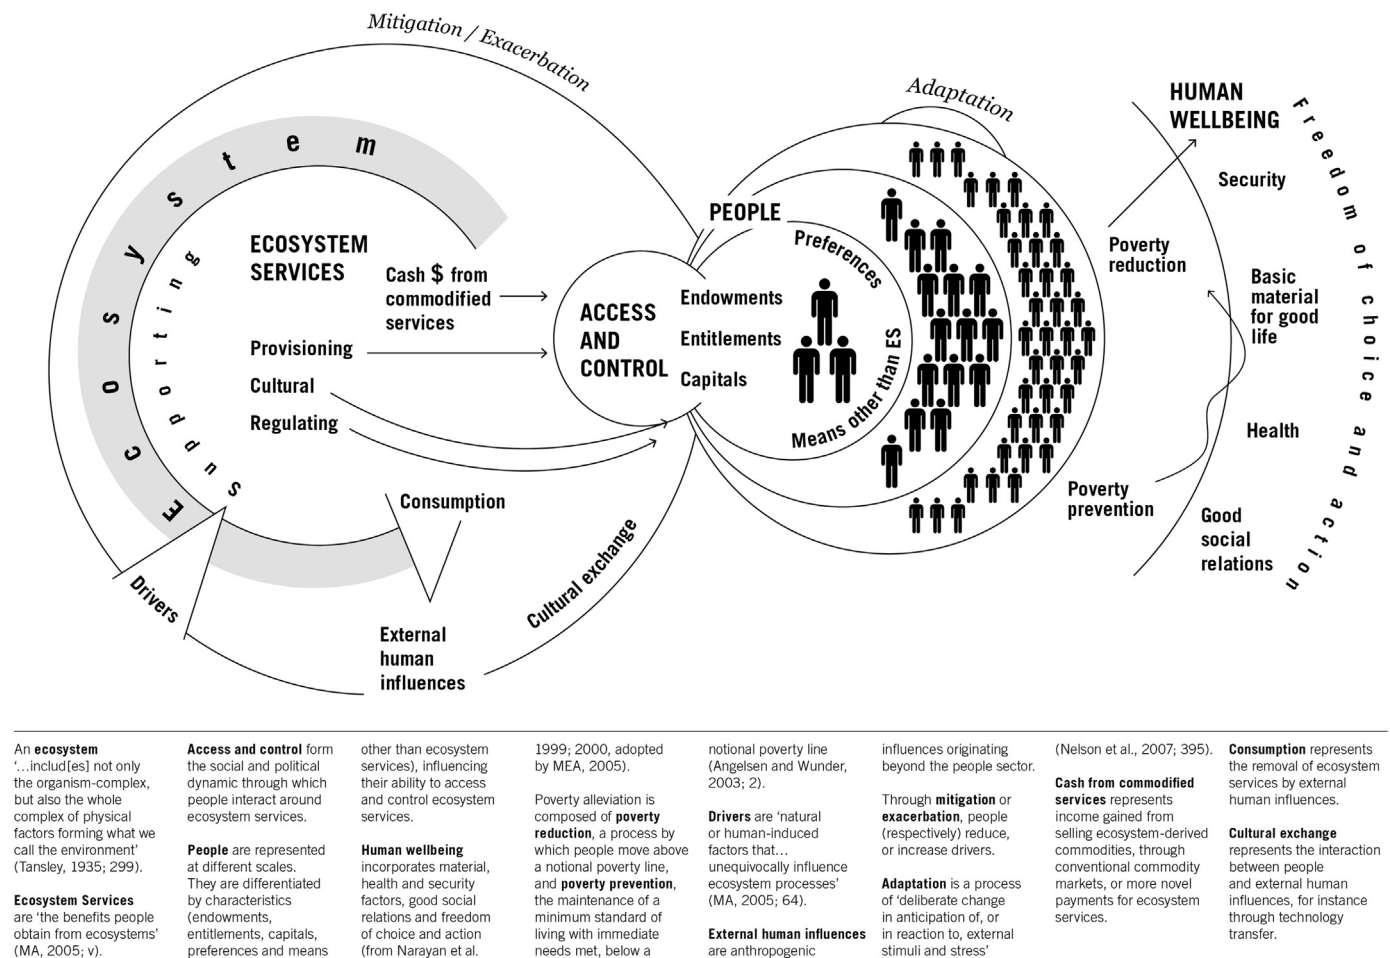 Mitigation / Exacerbation
Adaptation
HUMAN
WELLBEING
Freedom of choice and action
Ecosystem
Supporting
ECOSYSTEM
SERVICES
Cash $ from
commodified
services
Provisioning
Cultural
Regulating
ACCESS
AND
CONTROL
PEOPLE
Endowments
Entitlements
Capitals
Preferences
Means other than ES
Security
Poverty
reduction
Basic
material
for good
life
Health
Poverty
prevention
Good
social
relations
Consumption
Drivers
External
human
influences
Cultural exchange
An ecosystem
‘…includ[es] not only
the organism-complex,
but also the whole
complex of physical
factors forming what we
call the environment’
(Tansley, 1935; 299).
Ecosystem Services
are ‘the benefits people
obtain from ecosystems’
(MA, 2005; v).
Access and control form
the social and political
dynamic through which
people interact around
ecosystem services.
People are represented
at different scales.
They are differentiated
by characteristics
(endowments,
entitlements, capitals,
preferences and means
other than ecosystem
services), influencing
their ability to access
and control ecosystem
services.
Human wellbeing
incorporates material,
health and security
factors, good social
relations and freedom
of choice and action
(from Narayan et al.
1999; 2000, adopted
by MEA, 2005).
Poverty alleviation is
composed of poverty
reduction, a process by
which people move above
a notional poverty line,
and poverty prevention,
the maintenance of a
minimum standard of
living with immediate
needs met, below a
notional poverty line
(Angelsen and Wunder,
2003; 2).
Drivers are ‘natural
or human-induced
factors that…
unequivocally influence
ecosystem processes’
(MA, 2005; 64).
External human influences
are anthropogenic
influences originating
beyond the people sector.
Through mitigation or
exacerbation, people
(respectively) reduce,
or increase drivers.
Adaptation is a process
of ‘deliberate change
in anticipation of, or
in reaction to, external
stimuli and stress’
(Nelson et al., 2007; 395).
Cash from commodified
services represents
income gained from
selling ecosystem-derived
commodities, through
conventional commodity
markets, or more novel
payments for ecosystem
services.
Consumption represents
the removal of ecosystem
services by external
human influences.
Cultural exchange
represents the interaction
between people
and external human
influences, for instance
through technology
transfer.